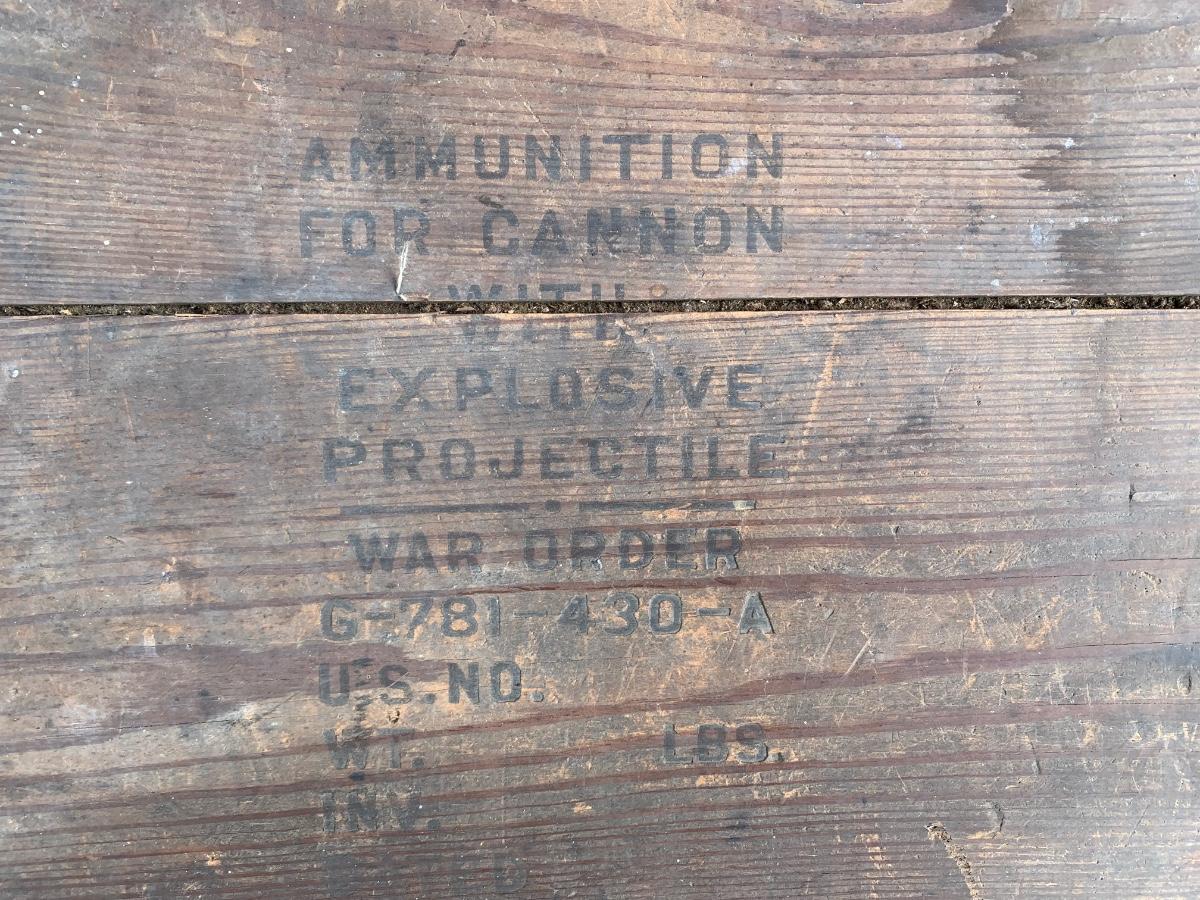 AMMUNITION
FOR CANNON
WITH
EXPLOSIVE
PROJECTILE
WAR ORDER
G-781-430-A
U.S. NO.
WT. LBS.
INV.